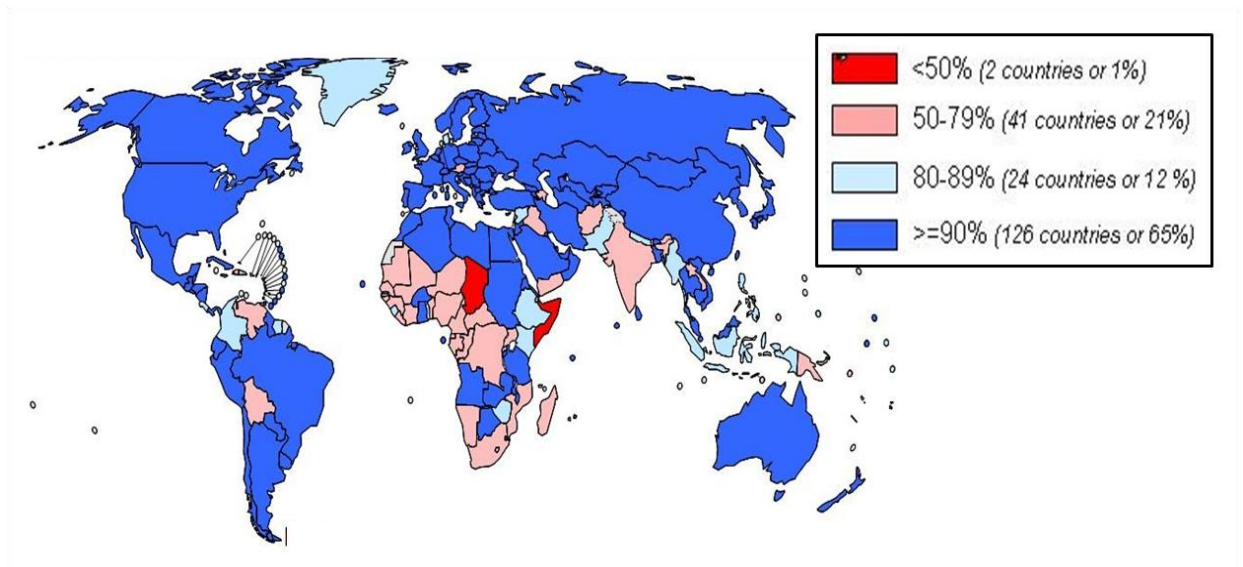 <50% (2 countries or 1%)
50-79% (41 countries or 21%)
80-89% (24 countries or 12 %)
>=90% (126 countries or 65%)